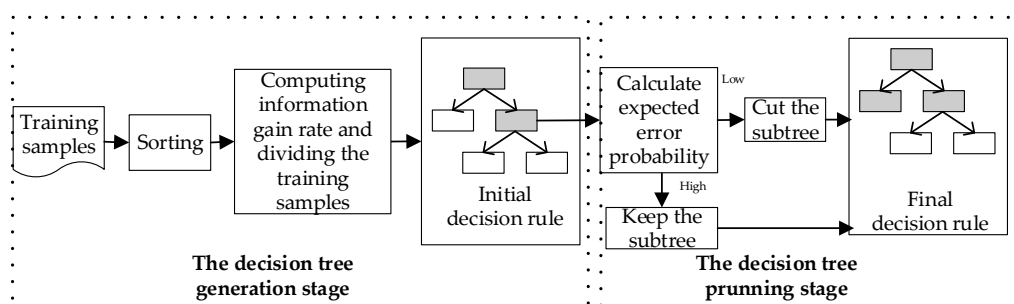 Training
samples
Sorting
Computing
information
gain rate and
dividing the
training
samples
Initial
decision rule
The decision tree
generation stage
Calculate
expected
error
probability
Low
High
Cut the
subtree
Keep the
subtree
Final
decision rule
The decision tree
prunning stage